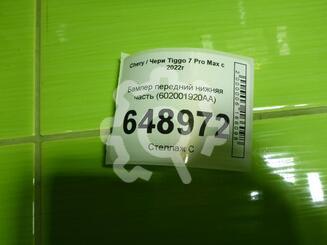 Chery / Чери Tiggo 7 Pro Max с
2022г
Бампер передний нижняя
часть (602001920AA)
648972
Стеллаж С